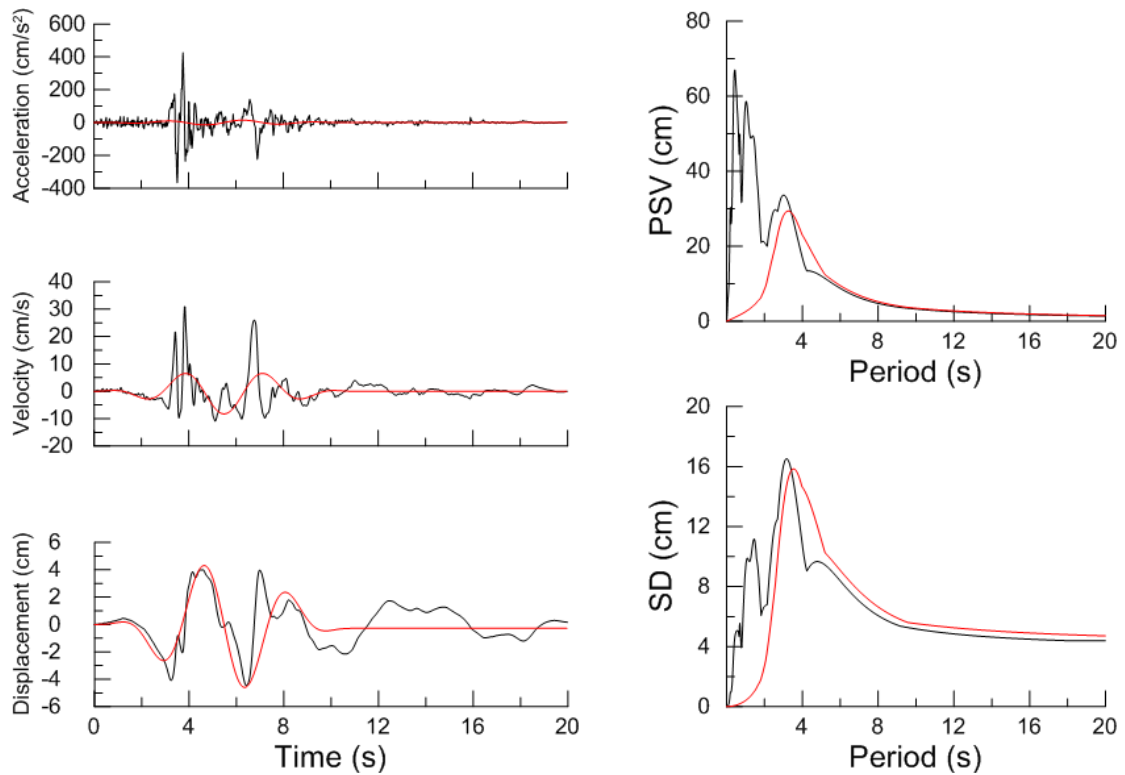 Acceleration (cm/s²)
600
400
200
0
-200
-400
Velocity (cm/s)
40
30
20
10
0
-10
-20
Displacement (cm)
6
4
2
0
-2
-4
-6
0 4 8 12 16 20
Time (s)
PSV (cm)
80
60
40
20
0
4 8 12 16 20
Period (s)
SD (cm)
20
16
12
8
4
0
4 8 12 16 20
Period (s)